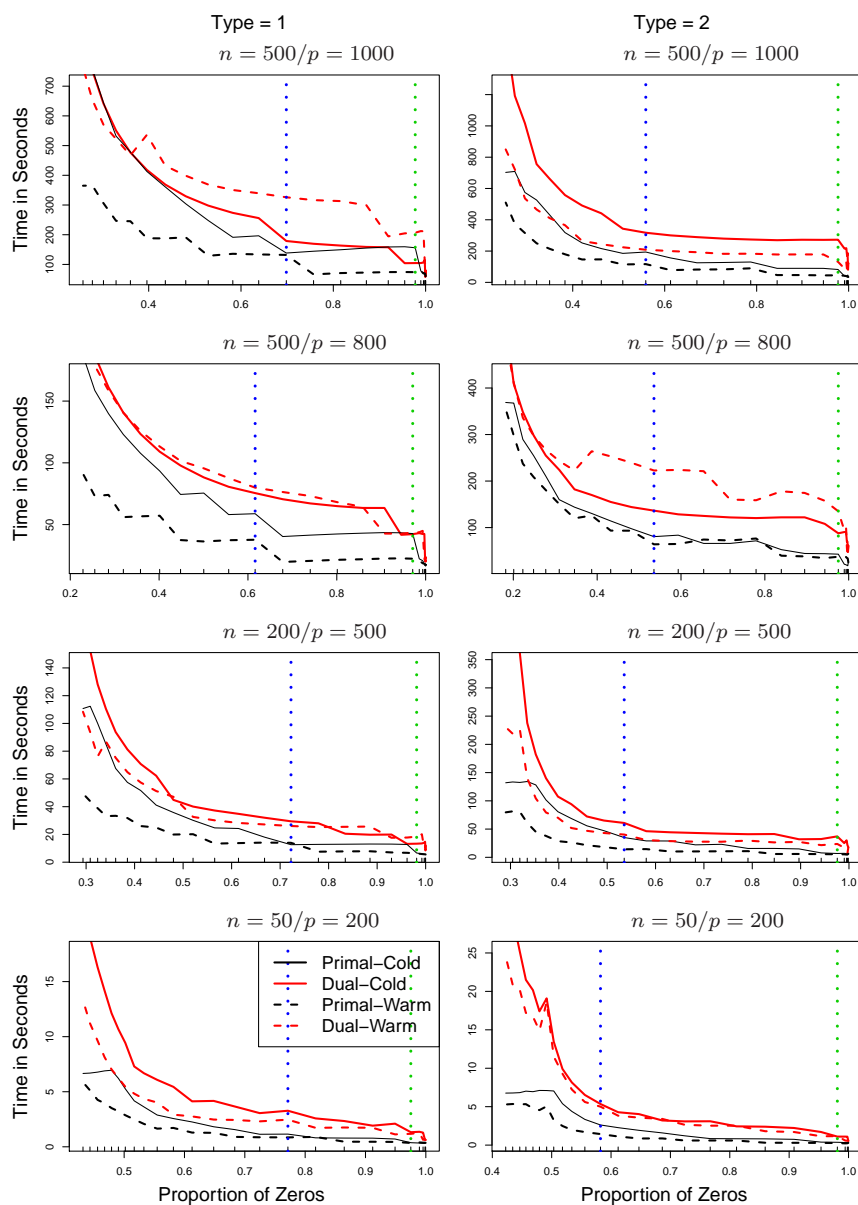 Type = 1
Type = 2
n = 500/p = 1000
n = 500/p = 1000
Time in Seconds
100 200 300 400 500 600 700
0.4 0.6 0.8 1.0
0 200 400 600 800 1000 1200
0.4 0.6 0.8 1.0
n = 500/p = 800
n = 500/p = 800
Time in Seconds
50 100 150
0.2 0.4 0.6 0.8 1.0
100 200 300 400
0.2 0.4 0.6 0.8 1.0
n = 200/p = 500
n = 200/p = 500
Time in Seconds
0 20 40 60 80 100 120 140
0.3 0.4 0.5 0.6 0.7 0.8 0.9 1.0
0 50 100 150 200 250 300 350
0.3 0.4 0.5 0.6 0.7 0.8 0.9 1.0
n = 50/p = 200
n = 50/p = 200
Time in Seconds
0 5 10 15
Primal−Cold
Dual−Cold
Primal−Warm
Dual−Warm
0.5 0.6 0.7 0.8 0.9 1.0
0 5 10 15 20 25
0.4 0.5 0.6 0.7 0.8 0.9 1.0
Proportion of Zeros
Proportion of Zeros